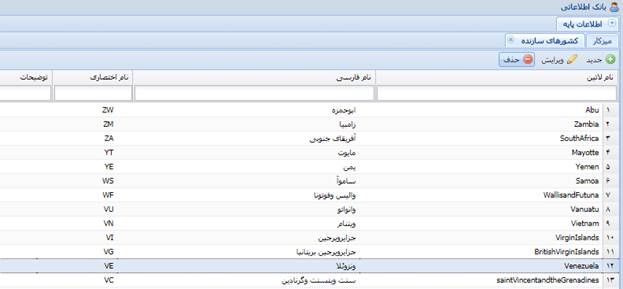 بانک اطلاعاتی
اطلاعات پایه
میزکار کشورهای سازنده
جدید ویرایش حذف
نام لاتین نام فارسی نام اختصاری توضیحات
۱ Abu ابوحمزه ZW
۲ Zambia زامبیا ZM
۳ SouthAfrica آفریقای جنوبی ZA
۴ Mayotte مایوت YT
۵ Yemen یمن YE
۶ Samoa ساموآ WS
۷ WallisandFutuna والیس وفوتونا WF
۸ Vanuatu وانواتو VU
۹ Vietnam ویتنام VN
۱۰ VirginIslands جزایرویرجین VI
۱۱ BritishVirginIslands جزایرویرجین بریتانیا VG
۱۲ Venezuela ونزوئلا VE
۱۳ saintVincentandtheGrenadines سنت وینسنت وگرنادین VC